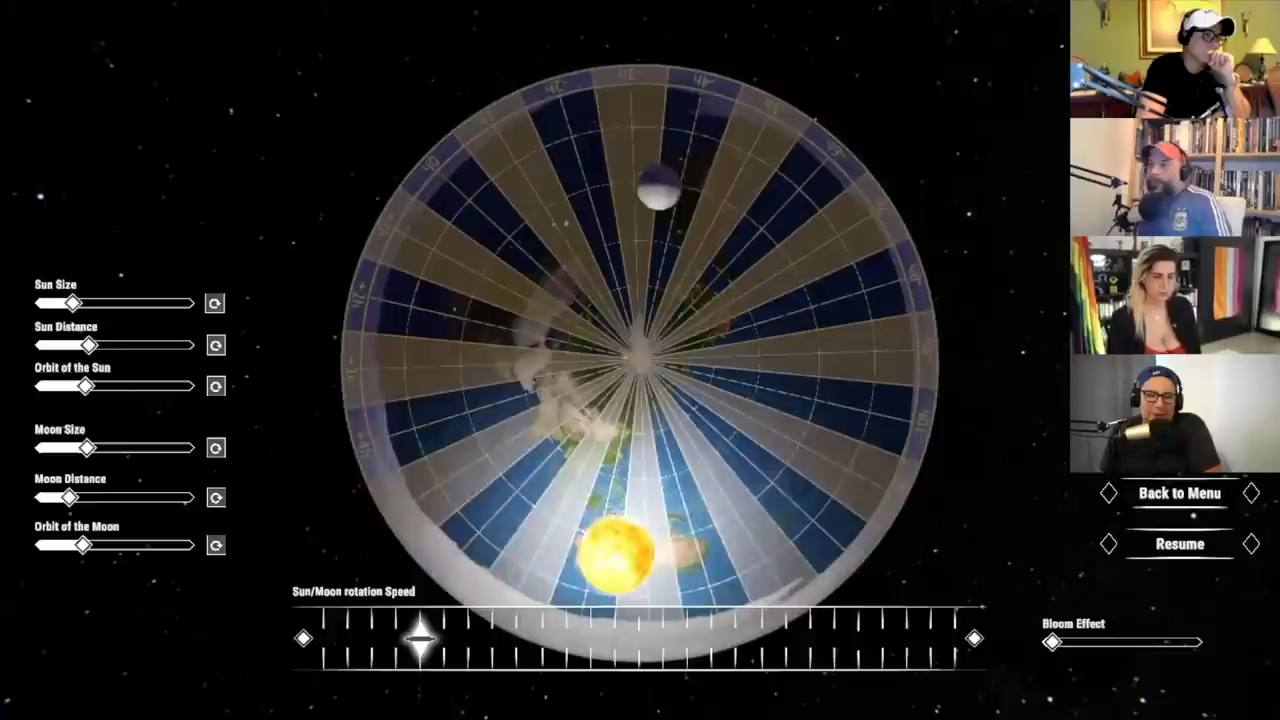 Sun Size
Sun Distance
Orbit of the Sun
Moon Size
Moon Distance
Orbit of the Moon
Sun/Moon rotation Speed
Back to Menu
Resume
Bloom Effect